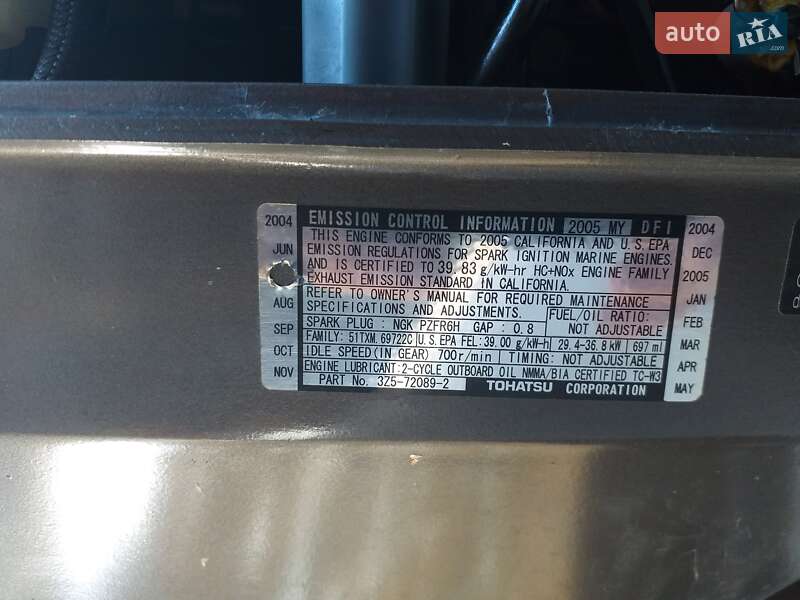 auto RIA.com
2004 EMISSION CONTROL INFORMATION 2005 MY DFI 2004
JUN DEC
AUG 2005
SEP JAN
OCT FEB
NOV MAR
APR
MAY
THIS ENGINE CONFORMS TO 2005 CALIFORNIA AND U.S.EPA
EMISSION REGULATIONS FOR SPARK IGNITION MARINE ENGINES.
AND IS CERTIFIED TO 39.83 g/kW-hr HC+NOx ENGINE FAMILY
EXHAUST EMISSION STANDARD IN CALIFORNIA.
REFER TO OWNER'S MANUAL FOR REQUIRED MAINTENANCE
SPECIFICATIONS AND ADJUSTMENTS. FUEL/OIL RATIO:
SPARK PLUG : NGK PZFR6H GAP : 0.8 NOT ADJUSTABLE
FAMILY: 51TXM.69722C U.S.EPA FEL:39.00 g/kW-hr 29.4-36.8 kW 697 ml
IDLE SPEED(IN GEAR) 700r/min TIMING: NOT ADJUSTABLE
ENGINE LUBRICANT:2-CYCLE OUTBOARD OIL NMMA/BIA CERTIFIED TC-W3
PART NO. 3Z5-72089-2 TOHATSU CORPORATION